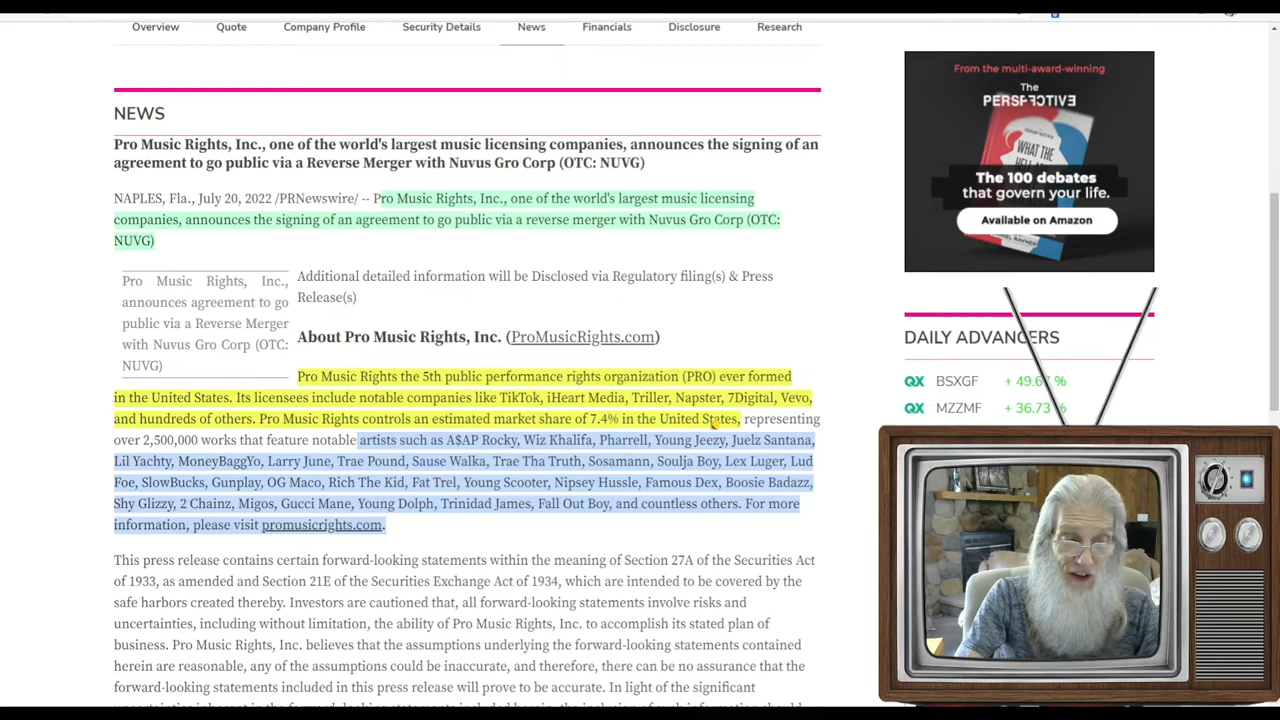 Overview Quote Company Profile Security Details News Financials Disclosure Research
NEWS
Pro Music Rights, Inc., one of the world's largest music licensing companies, announces the signing of an
agreement to go public via a Reverse Merger with Nuvus Gro Corp (OTC: NUVG)
NAPLES, Fla., July 20, 2022 /PRNewswire/ -- Pro Music Rights, Inc., one of the world's largest music licensing
companies, announces the signing of an agreement to go public via a reverse merger with Nuvus Gro Corp (OTC:
NUVG)
Pro Music Rights, Inc.,
announces agreement to go
public via a Reverse Merger
with Nuvus Gro Corp (OTC:
NUVG)
Additional detailed information will be Disclosed via Regulatory filing(s) & Press
Release(s)
About Pro Music Rights, Inc. (ProMusicRights.com)
Pro Music Rights the 5th public performance rights organization (PRO) ever formed
in the United States. Its licensees include notable companies like TikTok, iHeart Media, Triller, Napster, 7Digital, Vevo,
and hundreds of others. Pro Music Rights controls an estimated market share of 7.4% in the United States, representing
over 2,500,000 works that feature notable artists such as A$AP Rocky, Wiz Khalifa, Pharrell, Young Jeezy, Juelz Santana,
Lil Yachty, MoneyBaggYo, Larry June, Trae Pound, Sause Walka, Trae Tha Truth, Sosamann, Soulja Boy, Lex Luger, Lud
Foe, SlowBucks, Gunplay, OG Maco, Rich The Kid, Fat Trel, Young Scooter, Nipsey Hussle, Famous Dex, Boosie Badazz,
Shy Glizzy, 2 Chainz, Migos, Gucci Mane, Young Dolph, Trinidad James, Fall Out Boy, and countless others. For more
information, please visit promusicrights.com.
This press release contains certain forward-looking statements within the meaning of Section 27A of the Securities Act
of 1933, as amended and Section 21E of the Securities Exchange Act of 1934, which are intended to be covered by the
safe harbors created thereby. Investors are cautioned that, all forward-looking statements involve risks and
uncertainties, including without limitation, the ability of Pro Music Rights, Inc. to accomplish its stated plan of
business. Pro Music Rights, Inc. believes that the assumptions underlying the forward-looking statements contained
herein are reasonable, any of the assumptions could be inaccurate, and therefore, there can be no assurance that the
forward-looking statements included in this press release will prove to be accurate. In light of the significant
From the multi-award-winning
The
PERSPECTIVE
WHAT THE
The 100 debates
that govern your life.
Available on Amazon
DAILY ADVANCERS
QX BSXGF + 49.67 %
QX MZZMF + 36.73 %